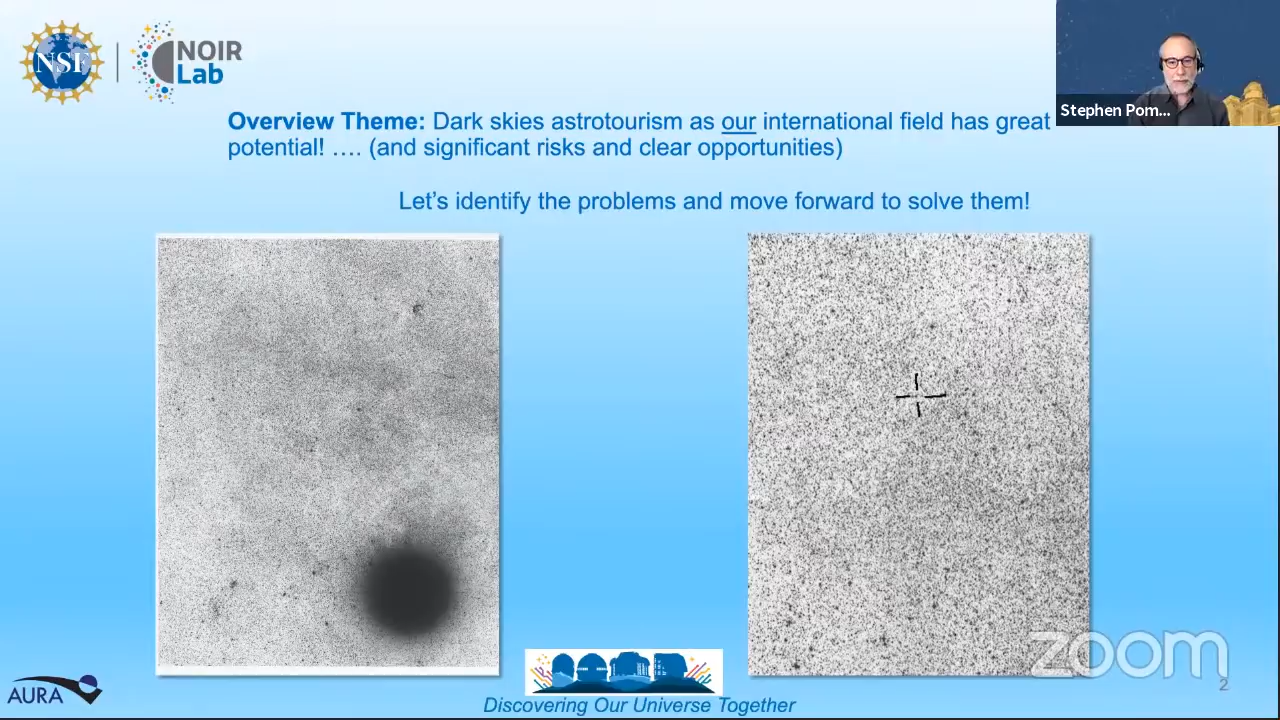 NSF
NOIR
Lab
Stephen Pom...
Overview Theme: Dark skies astrotourism as our international field has great
potential! …. (and significant risks and clear opportunities)
Let’s identify the problems and move forward to solve them!
zoom
2
AURA
Discovering Our Universe Together